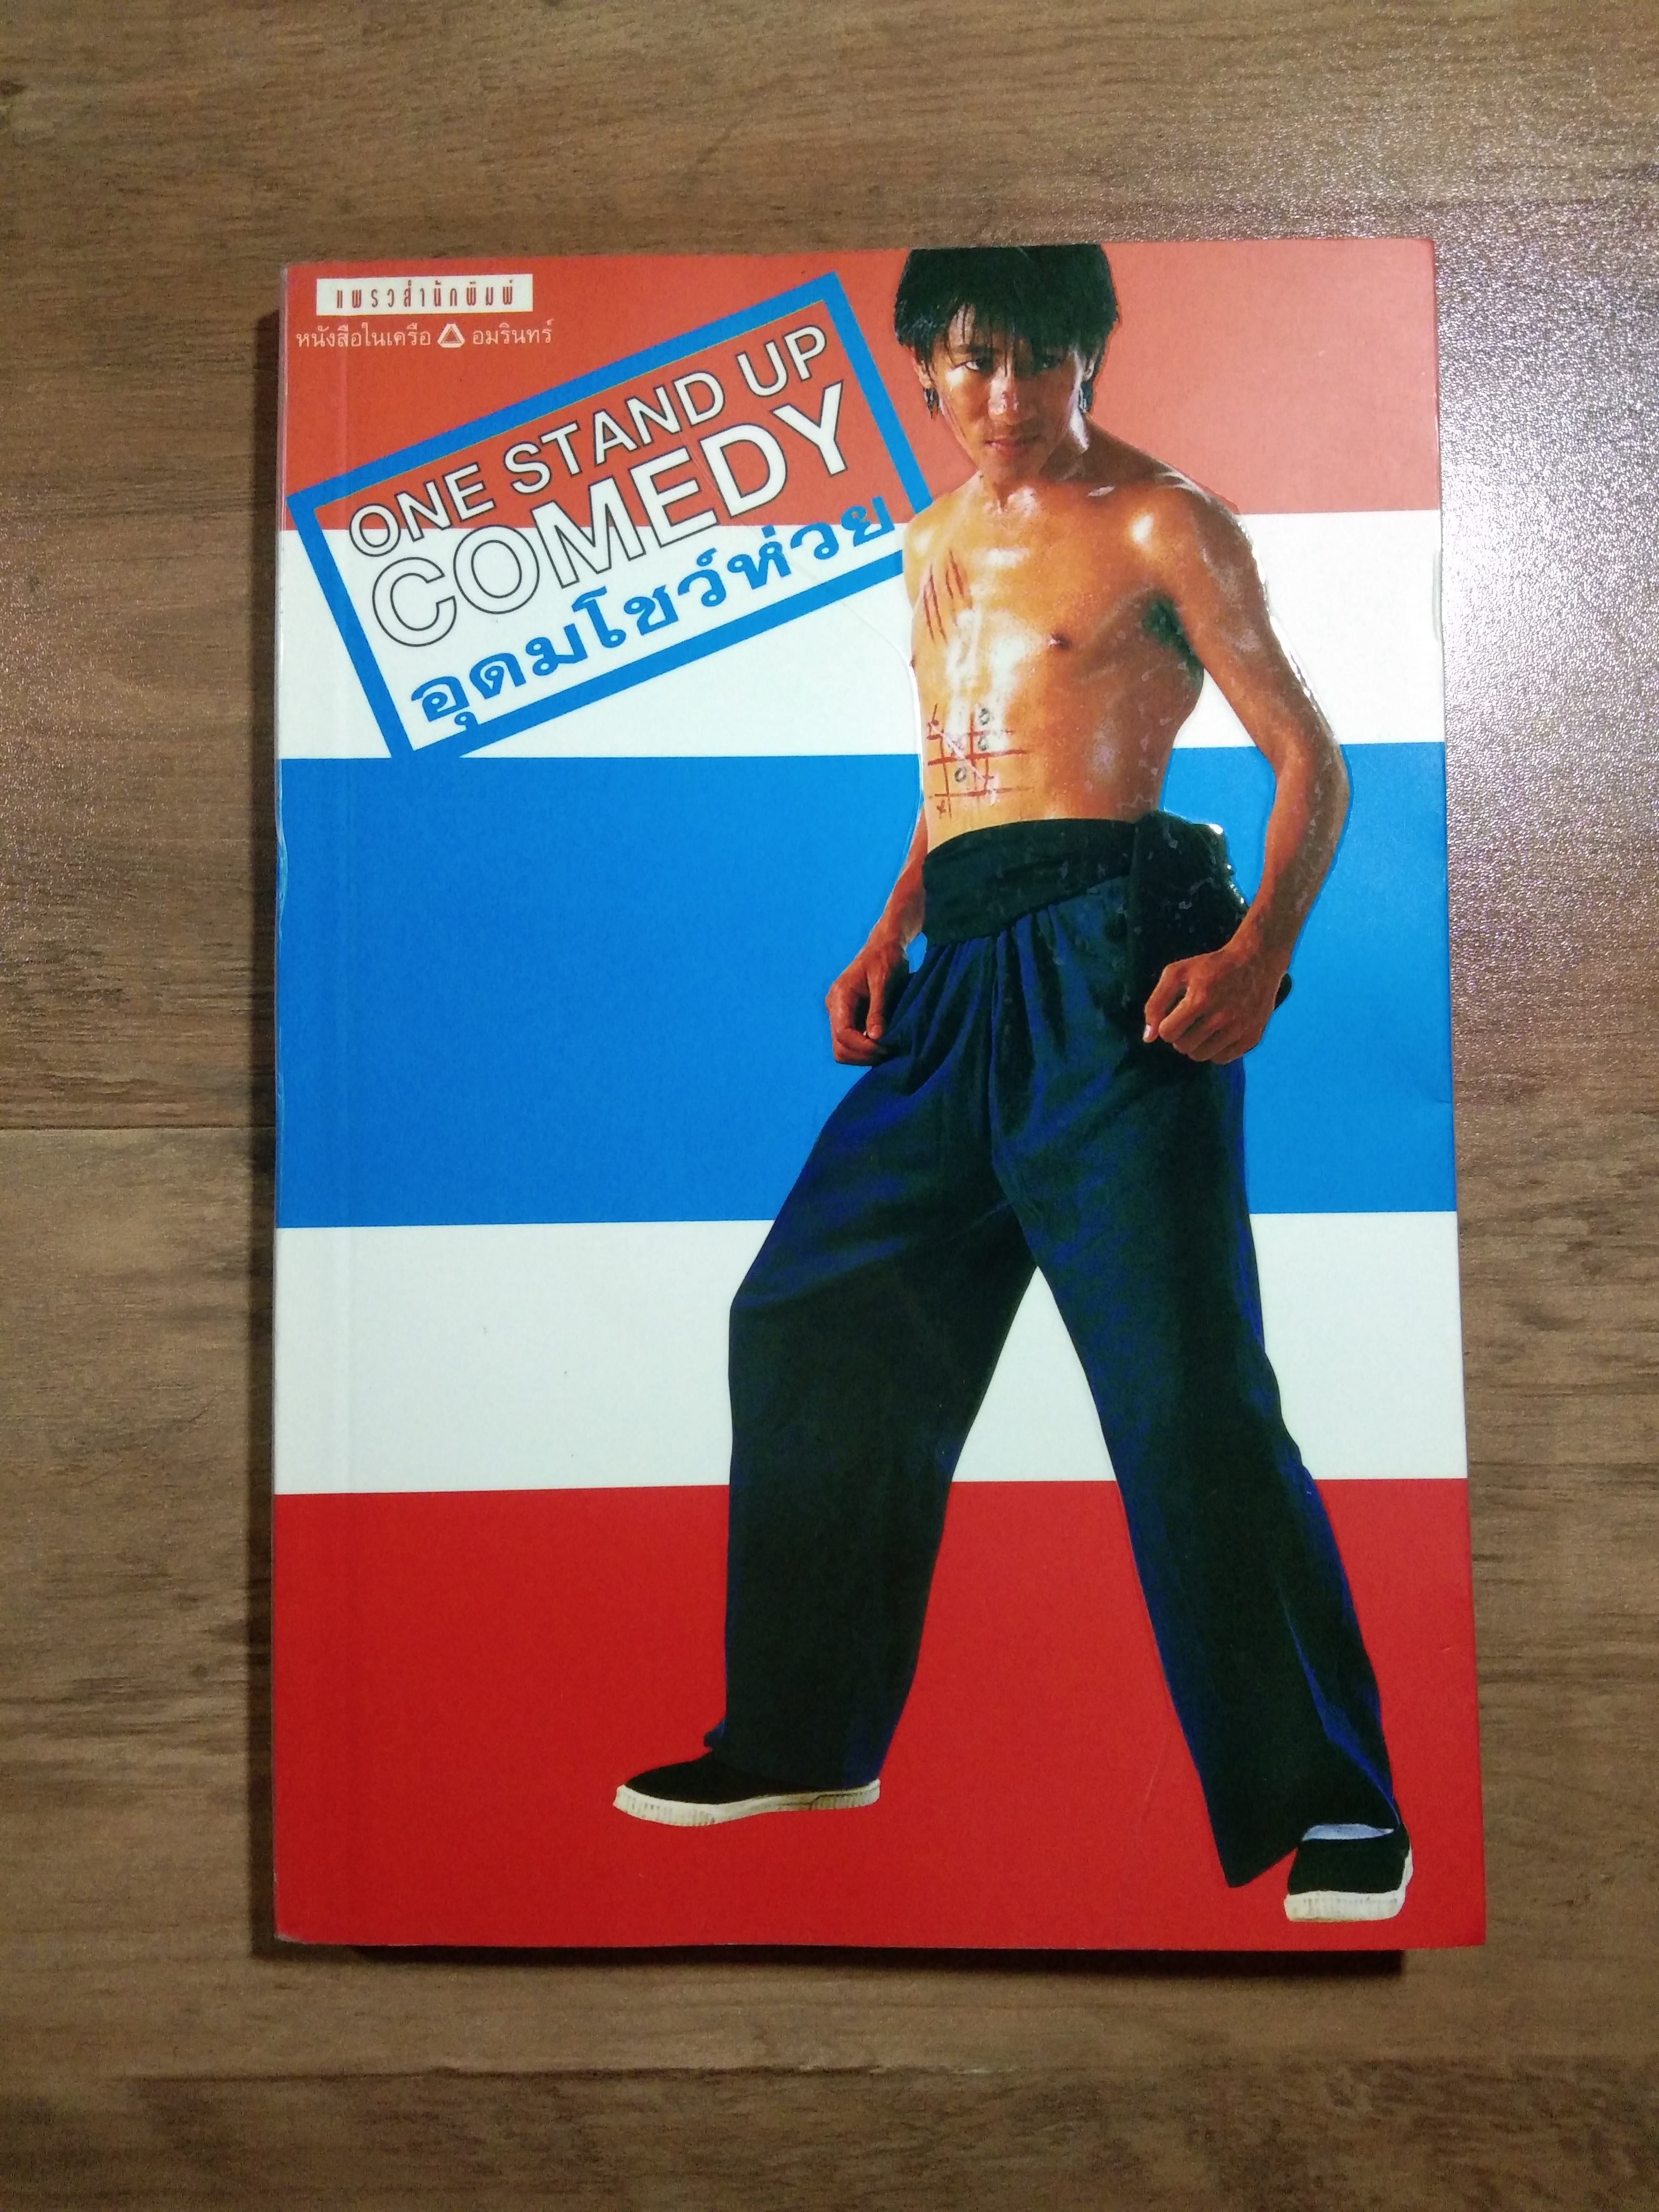 แพรวสำนักพิมพ์
หนังสือในเครือ อมรินทร์
ONE STAND UP
COMEDY
อุดมโชว์ห่วย